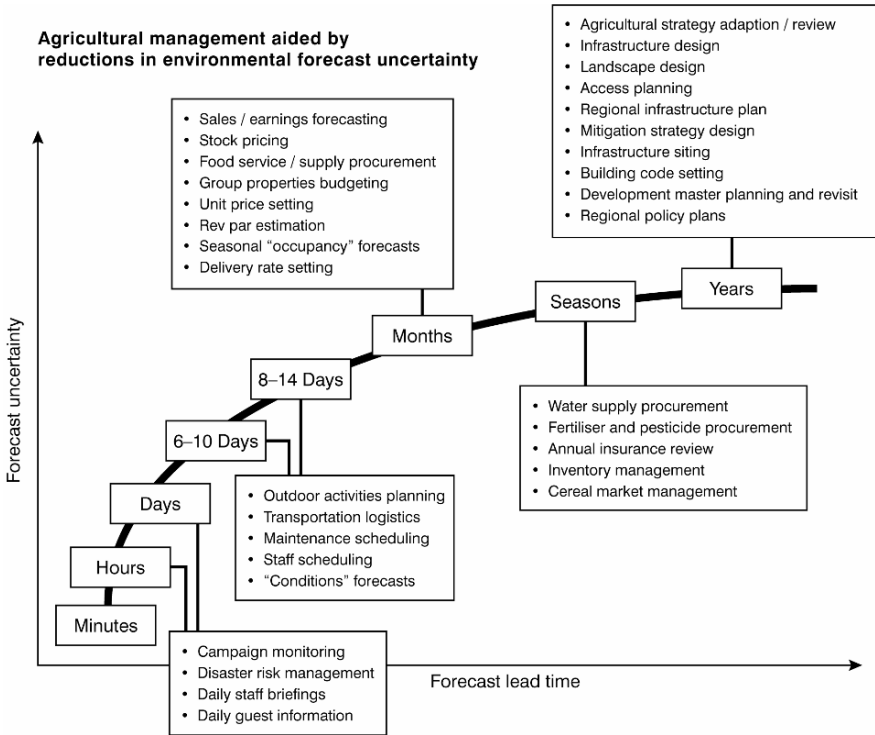 Agricultural management aided by
reductions in environmental forecast uncertainty
• Agricultural strategy adaption / review
• Infrastructure design
• Landscape design
• Access planning
• Regional infrastructure plan
• Mitigation strategy design
• Infrastructure siting
• Building code setting
• Development master planning and revisit
• Regional policy plans
• Sales / earnings forecasting
• Stock pricing
• Food service / supply procurement
• Group properties budgeting
• Unit price setting
• Rev par estimation
• Seasonal “occupancy” forecasts
• Delivery rate setting
Years
Seasons
Months
8–14 Days
6–10 Days
Days
Hours
Minutes
• Water supply procurement
• Fertiliser and pesticide procurement
• Annual insurance review
• Inventory management
• Cereal market management
• Outdoor activities planning
• Transportation logistics
• Maintenance scheduling
• Staff scheduling
• “Conditions” forecasts
• Campaign monitoring
• Disaster risk management
• Daily staff briefings
• Daily guest information
Forecast uncertainty
Forecast lead time